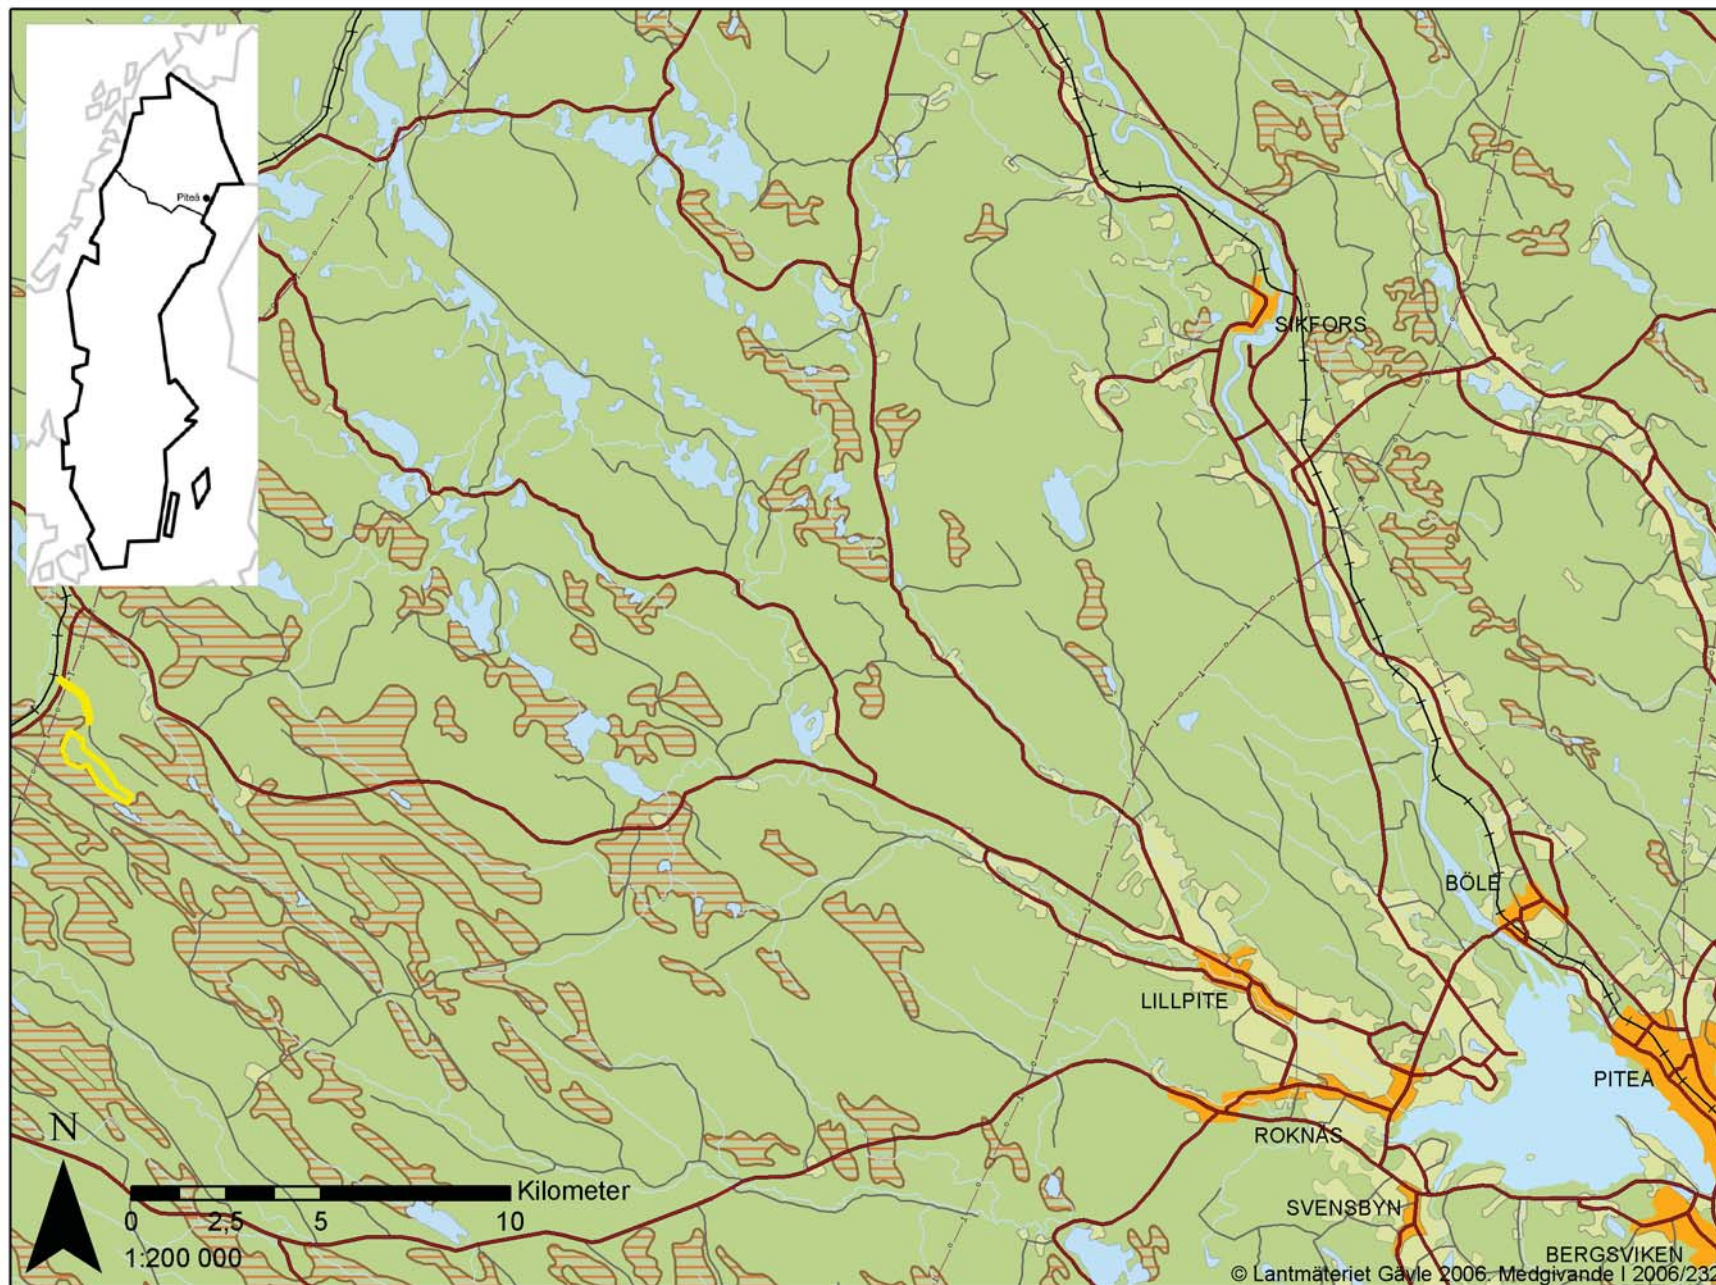 Piteå
SIKFORS
BÖLE
LILLPITE
PITEA
ROKNÄS
SVENSBYN
BERGSVIKEN
N
Kilometer
0 2,5 5 10
1:200 000
© Lantmäteriet Gävle 2006. Medgivande I 2006/232